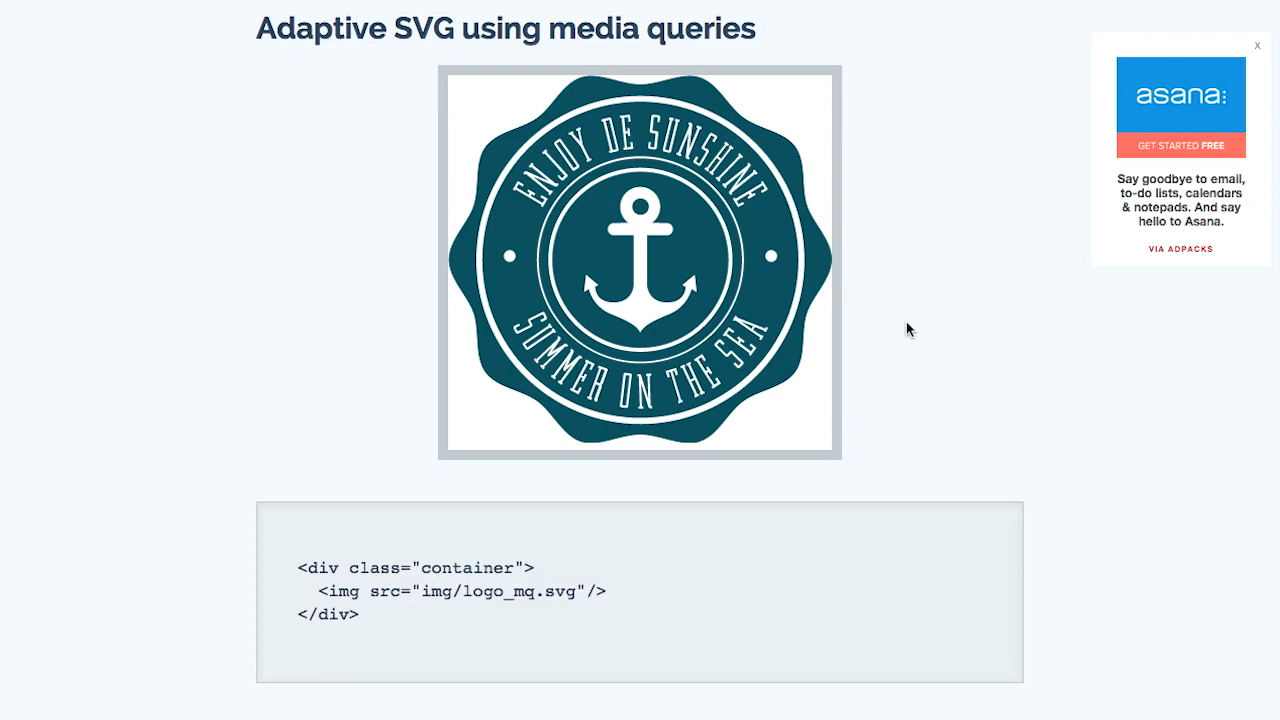 Adaptive SVG using media queries
ENJOY DE SUNSHINE
SUMMER ON THE SEA
X
asana:
GET STARTED FREE
Say goodbye to email,
to-do lists, calendars
& notepads. And say
hello to Asana.
VIA ADPACKS
<div class="container">
  <img src="img/logo_mq.svg"/>
</div>